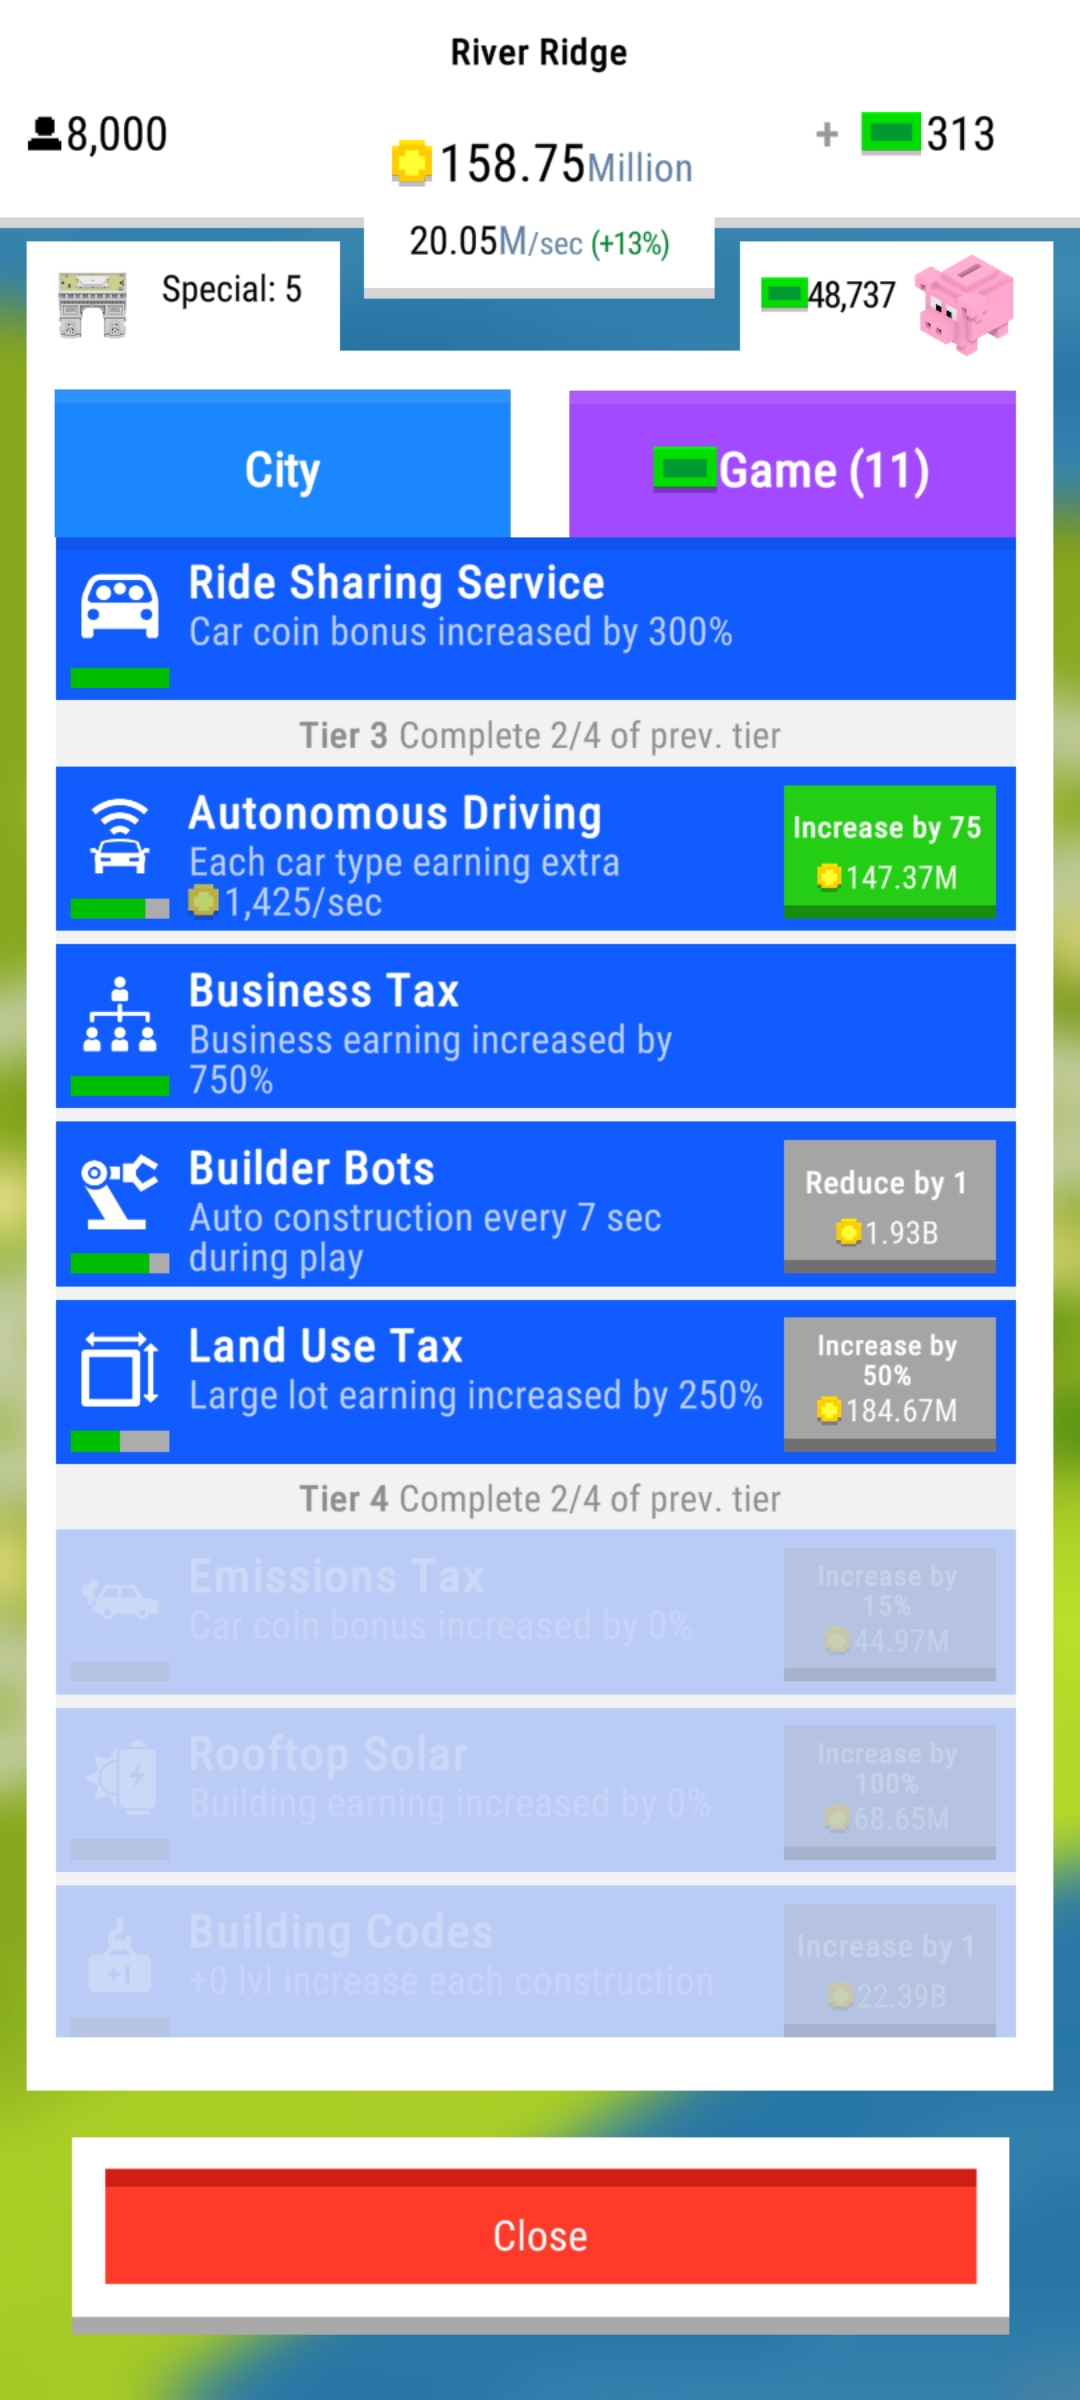 River Ridge
8,000
158.75Million
+ 313
20.05M/sec (+13%)
Special: 5
48,737
City
Game (11)
Ride Sharing Service
Car coin bonus increased by 300%
Tier 3 Complete 2/4 of prev. tier
Autonomous Driving
Each car type earning extra
1,425/sec
Increase by 75
147.37M
Business Tax
Business earning increased by
750%
Builder Bots
Auto construction every 7 sec
during play
Reduce by 1
1.93B
Land Use Tax
Large lot earning increased by 250%
Increase by
50%
184.67M
Tier 4 Complete 2/4 of prev. tier
Emissions Tax
Car coin bonus increased by 0%
Increase by
15%
44.97M
Rooftop Solar
Building earning increased by 0%
Increase by
100%
68.65M
Building Codes
+0 lvl increase each construction
+1
Increase by 1
22.39B
Close